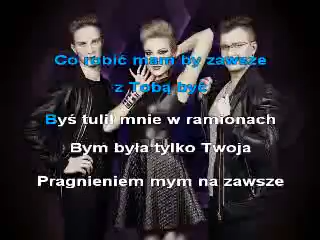 Co robić mam by zawsze
z Tobą być
Byś tulił mnie w ramionach
Bym była tylko Twoja
Pragnieniem mym na zawsze